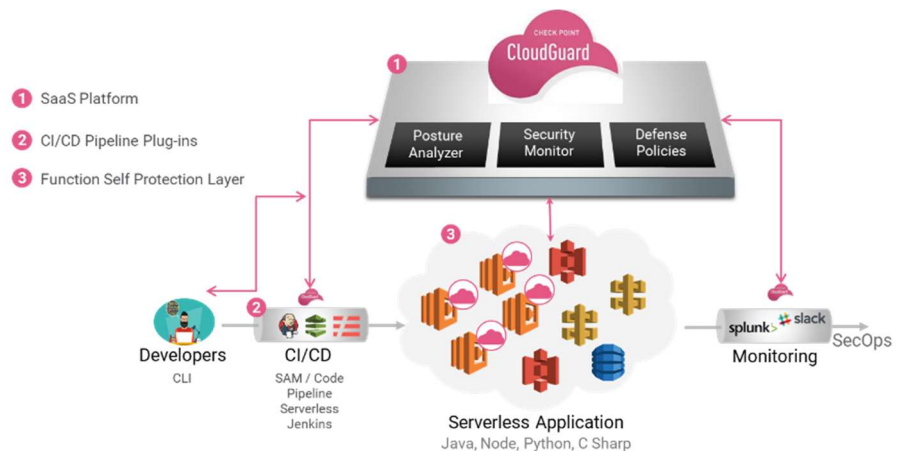 CHECK POINT
CloudGuard
1
1 SaaS Platform
2 CI/CD Pipeline Plug-ins
3 Function Self Protection Layer
Posture Analyzer
Security Monitor
Defense Policies
3
2
CloudGuard
CloudGuard
splunk> slack
SecOps
Developers
CLI
CI/CD
SAM / Code
Pipeline
Serverless
Jenkins
Monitoring
Serverless Application
Java, Node, Python, C Sharp